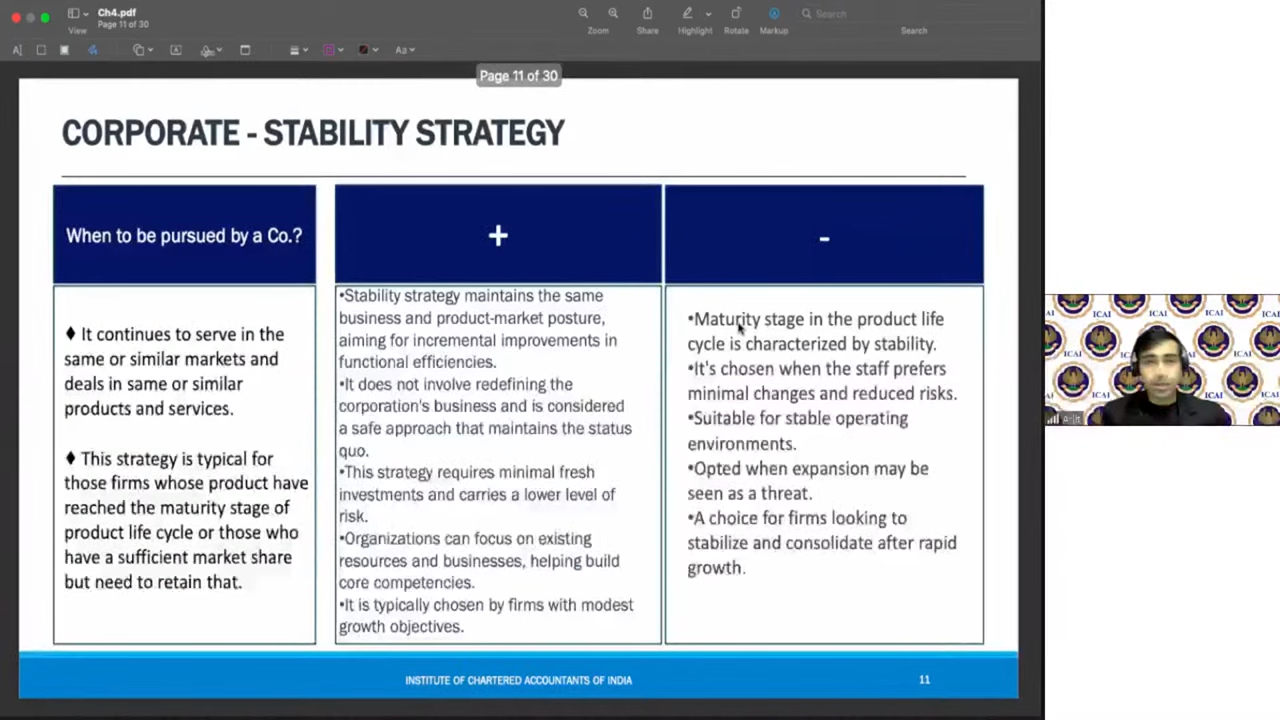 Ch4.pdf
Page 11 of 30
View
Zoom
Share
Highlight
Rotate
Markup
Search
Search
Page 11 of 30
CORPORATE - STABILITY STRATEGY
When to be pursued by a Co.?
+
-
♦ It continues to serve in the
same or similar markets and
deals in same or similar
products and services.
♦ This strategy is typical for
those firms whose product have
reached the maturity stage of
product life cycle or those who
have a sufficient market share
but need to retain that.
•Stability strategy maintains the same
business and product-market posture,
aiming for incremental improvements in
functional efficiencies.
•It does not involve redefining the
corporation's business and is considered
a safe approach that maintains the status
quo.
•This strategy requires minimal fresh
investments and carries a lower level of
risk.
•Organizations can focus on existing
resources and businesses, helping build
core competencies.
•It is typically chosen by firms with modest
growth objectives.
•Maturity stage in the product life
cycle is characterized by stability.
•It's chosen when the staff prefers
minimal changes and reduced risks.
•Suitable for stable operating
environments.
•Opted when expansion may be
seen as a threat.
•A choice for firms looking to
stabilize and consolidate after rapid
growth.
INSTITUTE OF CHARTERED ACCOUNTANTS OF INDIA
11
ICAI
ICAI
ICAI